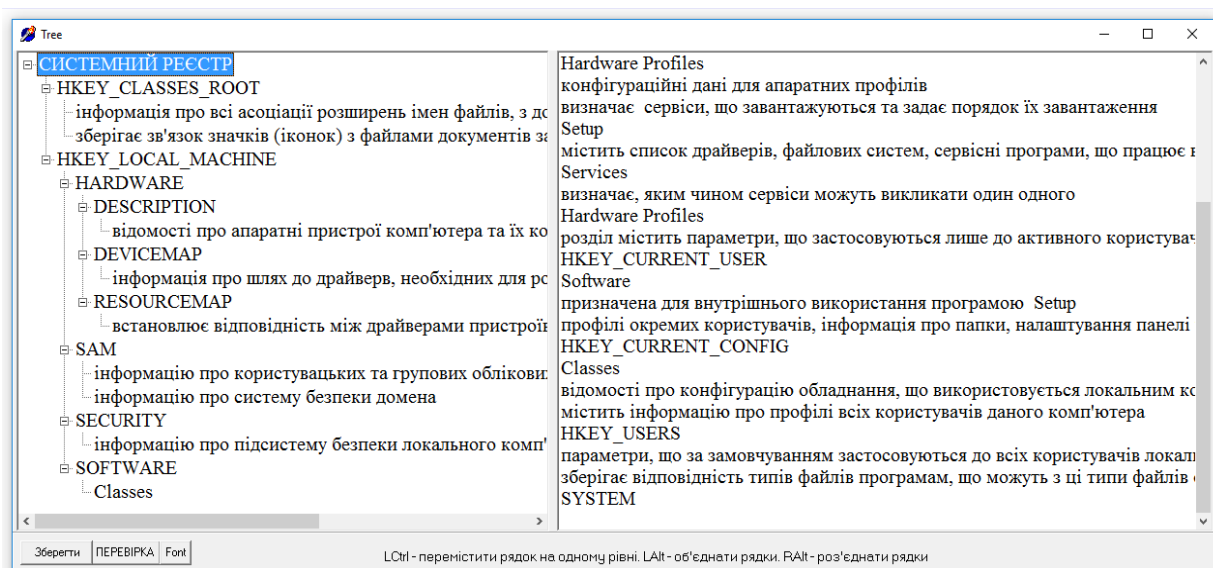 Tree
СИСТЕМНИЙ РЕЄСТР
HKEY_CLASSES_ROOT
інформація про всі асоціації розширень імен файлів, з до
зберігає зв'язок значків (іконок) з файлами документів за
HKEY_LOCAL_MACHINE
HARDWARE
DESCRIPTION
відомості про апаратні пристрої комп'ютера та їх ко
DEVICEMAP
інформація про шлях до драйверв, необхідних для ро
RESOURCEMAP
встановлює відповідність між драйверами пристроїв
SAM
інформацію про користувацьких та групових облікови
інформацію про систему безпеки домена
SECURITY
інформацію про підсистему безпеки локального комп'
SOFTWARE
Classes
Hardware Profiles
конфігураційні дані для апаратних профілів
визначає сервіси, що завантажуються та задає порядок їх завантаження
Setup
містить список драйверів, файлових систем, сервісні програми, що працює в
Services
визначає, яким чином сервіси можуть викликати один одного
Hardware Profiles
розділ містить параметри, що застосовуються лише до активного користувач
HKEY_CURRENT_USER
Software
призначена для внутрішнього використання програмою Setup
профілі окремих користувачів, інформація про папки, налаштування панелі
HKEY_CURRENT_CONFIG
Classes
відомості про конфігурацію обладнання, що використовується локальним ко
містить інформацію про профілі всіх користувачів даного комп'ютера
HKEY_USERS
параметри, що за замовчуванням застосовуються до всіх користувачів локал
зберігає відповідність типів файлів програмам, що можуть з ці типи файлів
SYSTEM
Зберегти ПЕРЕВІРКА Font
LCtrl - перемістити рядок на одному рівні. LAlt - об'єднати рядки. RAlt - роз'єднати рядки